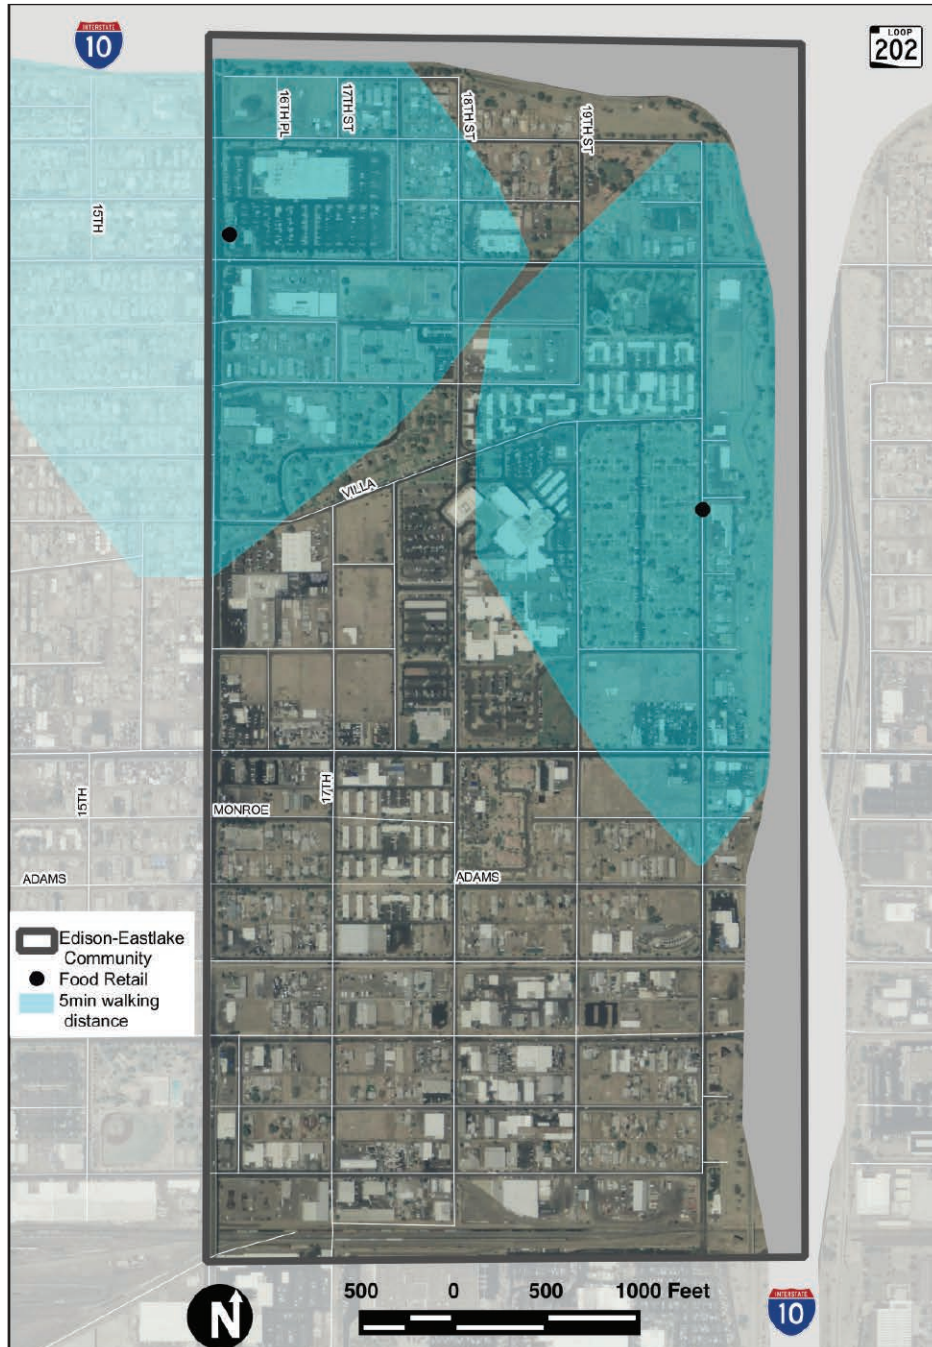 INTERSTATE
10
LOOP
202
16TH PL
17TH ST
18TH ST
19TH ST
15TH
VILLA
15TH
17TH
MONROE
ADAMS
ADAMS
Edison-Eastlake
Community
Food Retail
5min walking
distance
N
500 0 500 1000 Feet
INTERSTATE
10